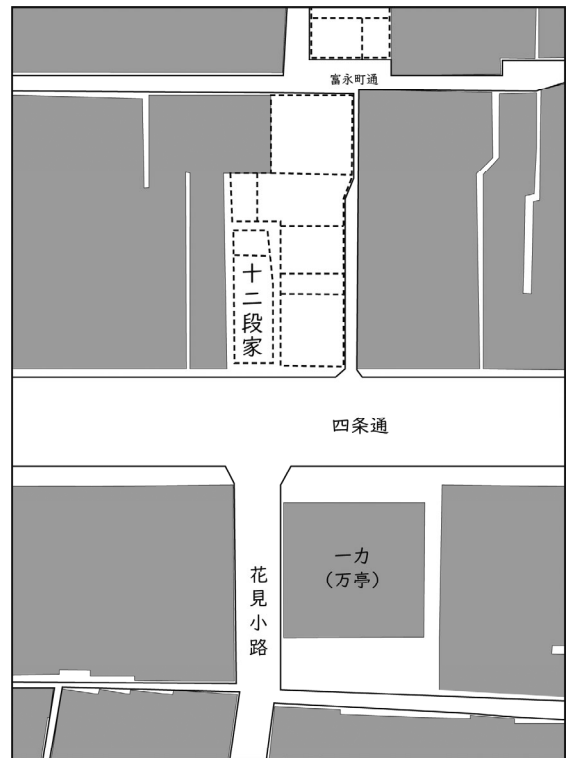 富永町通
十二段家
四条通
一力
（万亭）
花見小路